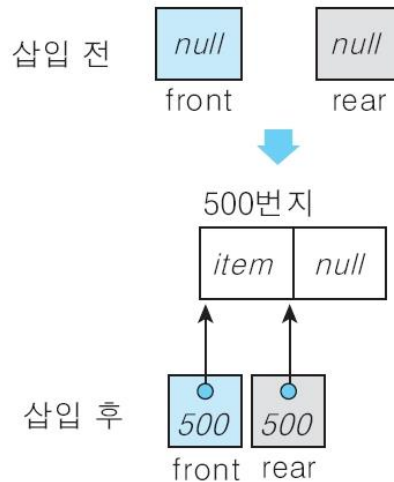 삽입 전
null null
front rear
500번지
item null
삽입 후
500 500
front rear